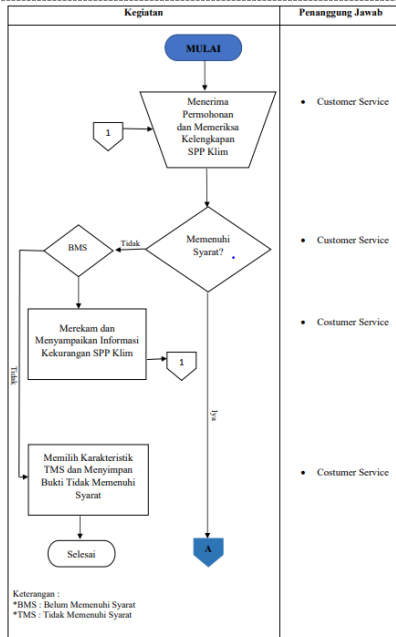 Kegiatan
Penanggung Jawab
MULAI
Menerima
Permohonan
dan Memeriksa
Kelengkapan
SPP Klim
1
• Customer Service
Memenuhi
Syarat?
Tidak
BMS
• Customer Service
Merekam dan
Menyampaikan Informasi
Kekurangan SPP Klim
1
• Costumer Service
Tidak
Iya
Memilih Karakteristik
TMS dan Menyimpan
Bukti Tidak Memenuhi
Syarat
• Costumer Service
Selesai
A
Keterangan :
*BMS : Belum Memenuhi Syarat
*TMS : Tidak Memenuhi Syarat